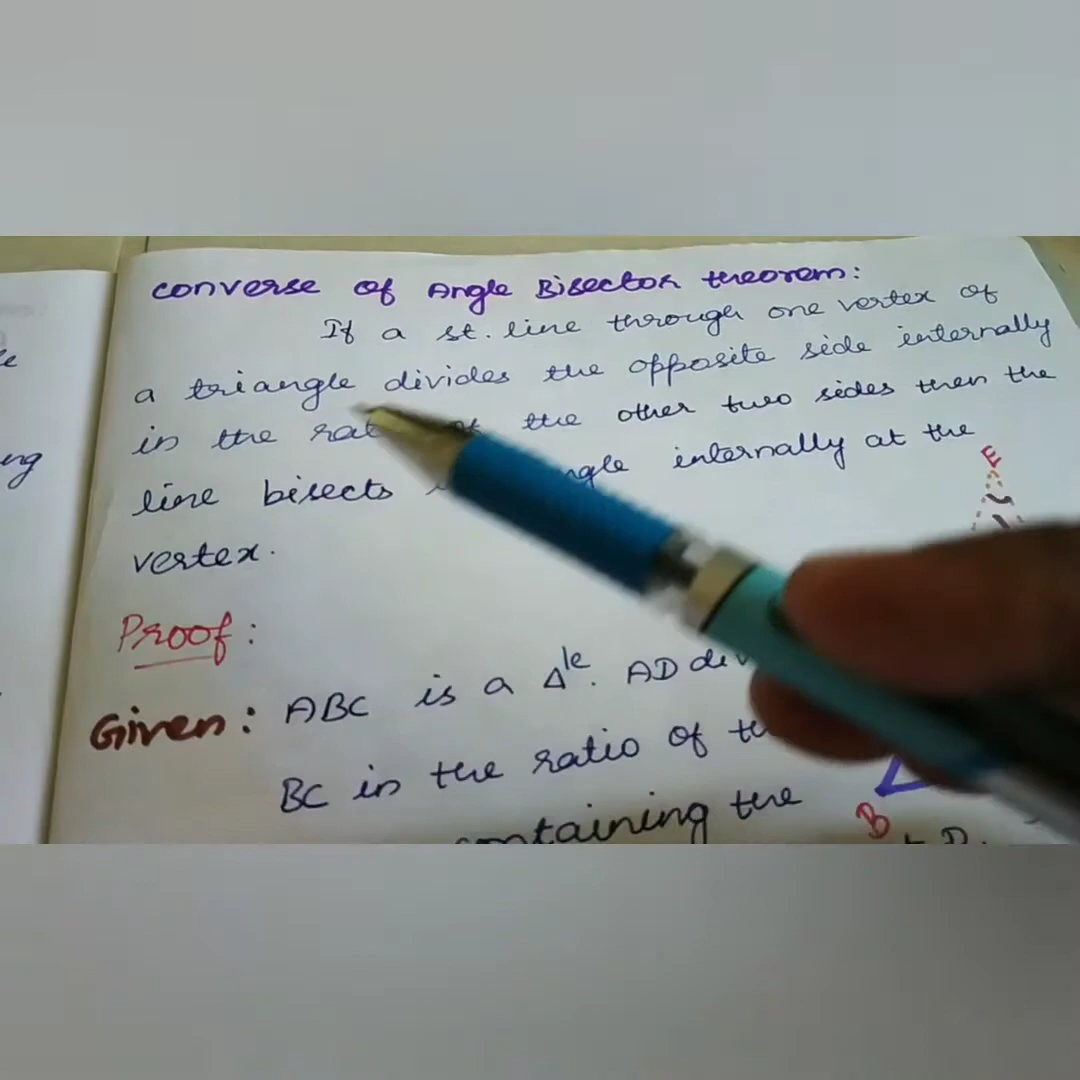 Converse of Angle Bisector theorem:
If a st. line through one vertex of
a triangle divides the opposite side internally
in the the other two sides then the
line bisects internally at the
vertex.
Proof:
Given: ABC is a Δle. AD
BC in the ratio of
containing the
E
B
D.